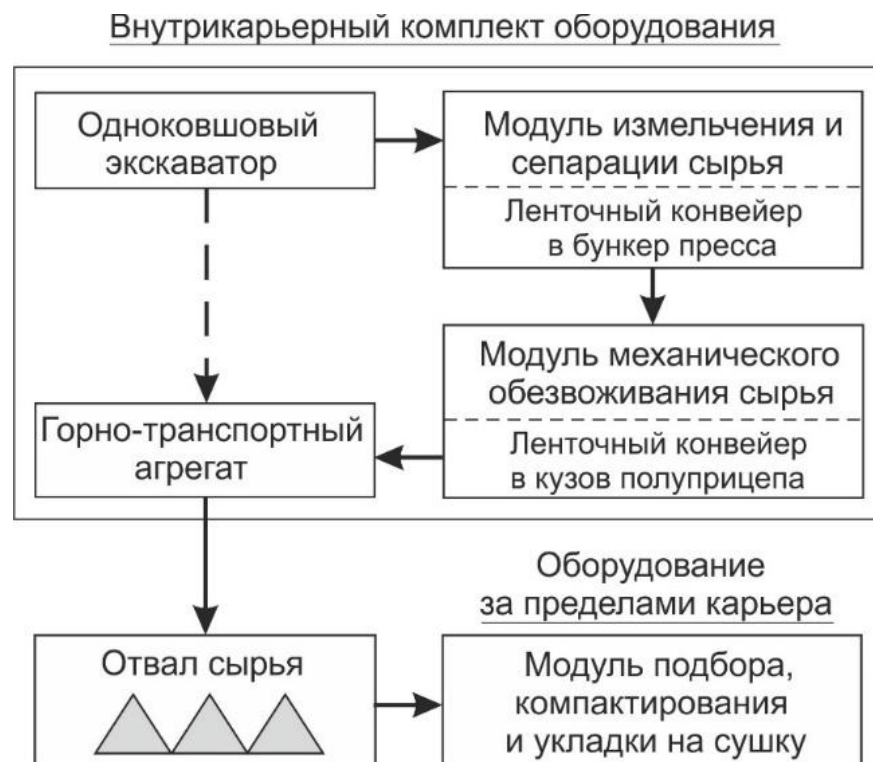 Внутрикарьерный комплект оборудования
Одноковшовый
экскаватор
Модуль измельчения и
сепарации сырья
Ленточный конвейер
в бункер пресса
Модуль механического
обезвоживания сырья
Ленточный конвейер
в кузов полуприцепа
Горно-транспортный
агрегат
Оборудование
за пределами карьера
Отвал сырья
Модуль подбора,
компактирования
и укладки на сушку